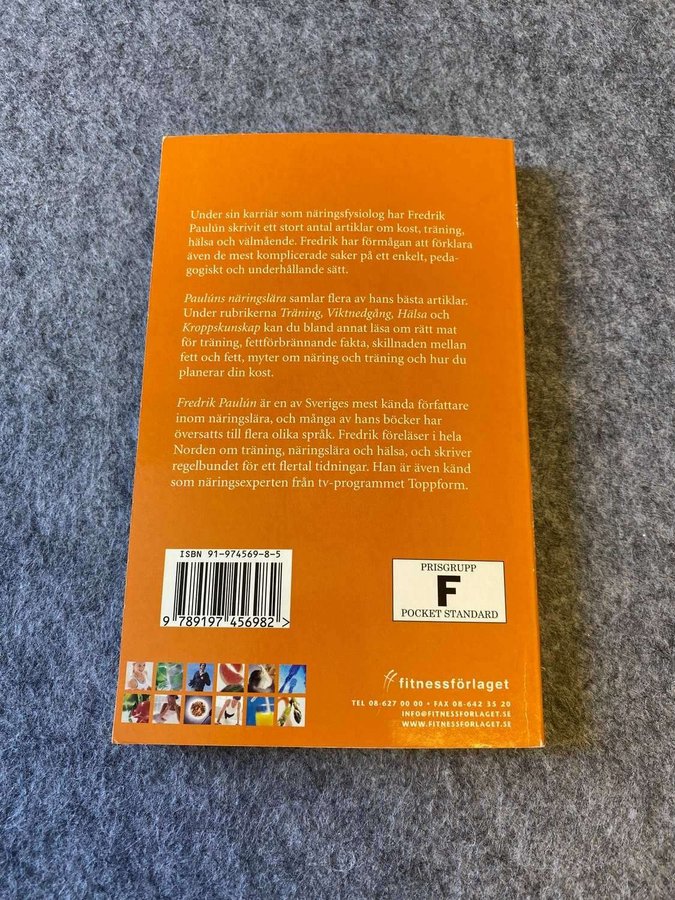 Under sin karriär som näringsfysiolog har Fredrik
Paulún skrivit ett stort antal artiklar om kost, träning,
hälsa och välmående. Fredrik har förmågan att förklara
även de mest komplicerade saker på ett enkelt, peda-
gogiskt och underhållande sätt.
Paulúns näringslära samlar flera av hans bästa artiklar.
Under rubrikerna Träning, Viktnedgång, Hälsa och
Kroppskunskap kan du bland annat läsa om rätt mat
för träning, fettförbrännande fakta, skillnaden mellan
fett och fett, myter om näring och träning och hur du
planerar din kost.
Fredrik Paulún är en av Sveriges mest kända författare
inom näringslära, och många av hans böcker har
översatts till flera olika språk. Fredrik föreläser i hela
Norden om träning, näringslära och hälsa, och skriver
regelbundet för ett flertal tidningar. Han är även känd
som näringsexperten från tv-programmet Toppform.
ISBN 91-974569-8-5
9 789197 456982 >
PRISGRUPP
F
POCKET STANDARD
fitnessförlaget
TEL 08-627 00 00 • FAX 08-642 35 20
INFO@FITNESSFORLAGET.SE
WWW.FITNESSFORLAGET.SE